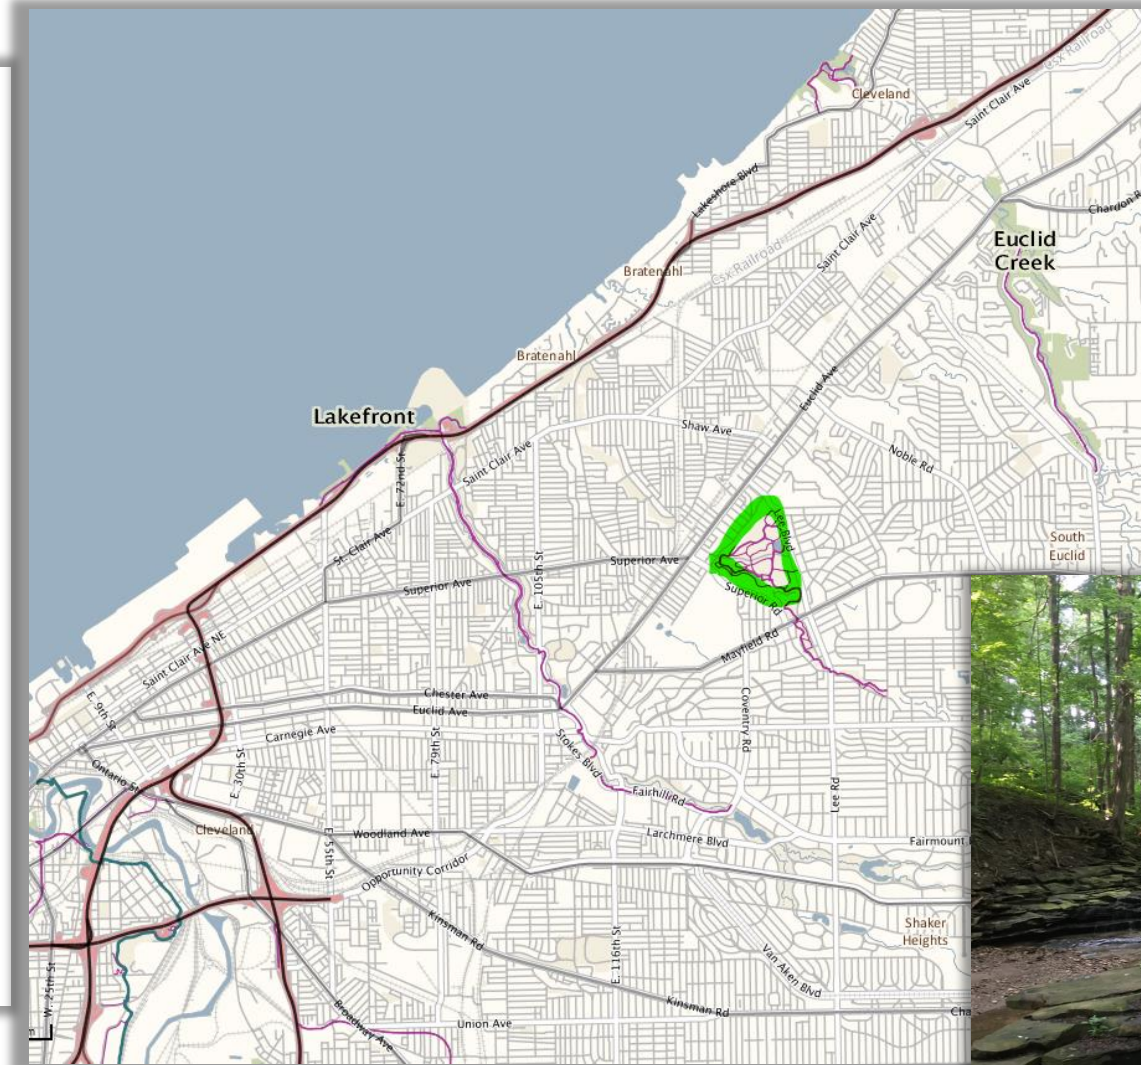 Csx Railroad
Cleveland
Saint Clair Ave
Lakeshore Blvd
Chardon R
Saint Clair Ave
Euclid
Creek
Csx Railroad
Bratenahl
Bratenahl
Euclid Ave
Lakefront
Shaw Ave
Noble Rd
Saint Clair Ave
E. 72nd St
Lee Blvd
South
Euclid
St. Clair Ave
Superior Ave
E. 105th St
Superior Ave
Superior Rd
Mayfield Rd
Saint Clair Ave NE
Chester Ave
Coventry Rd
E. 9th St
Euclid Ave
Carnegie Ave
Stokes Blvd
E. 79th St
E. 30th St
Ontario St
Fairhill Rd
Lee Rd
Cleveland
E. 55th St
Woodland Ave
Larchmere Blvd
Fairmount
Opportunity Corridor
Kinsman Rd
Shaker
Heights
E. 116th St
Van Aken Blvd
W. 25th St
Kinsman Rd
Cha
Broadway Ave
Union Ave
m